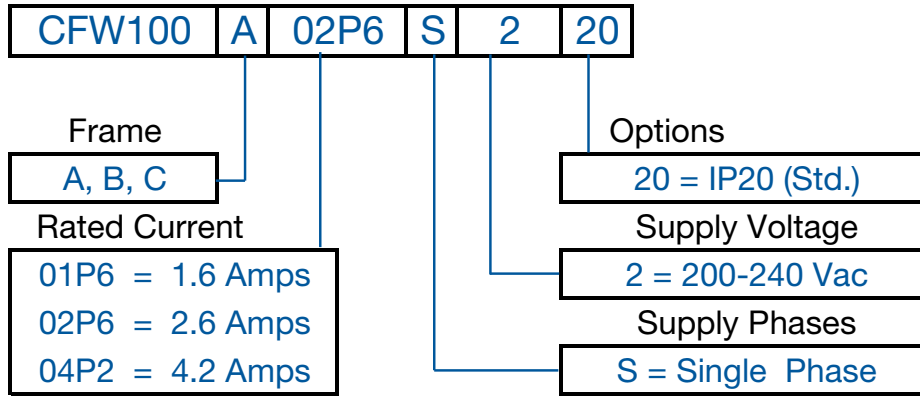 CFW100 A 02P6 S 2 20
Frame
A, B, C
Rated Current
01P6 = 1.6 Amps
02P6 = 2.6 Amps
04P2 = 4.2 Amps
Options
20 = IP20 (Std.)
Supply Voltage
2 = 200-240 Vac
Supply Phases
S = Single Phase